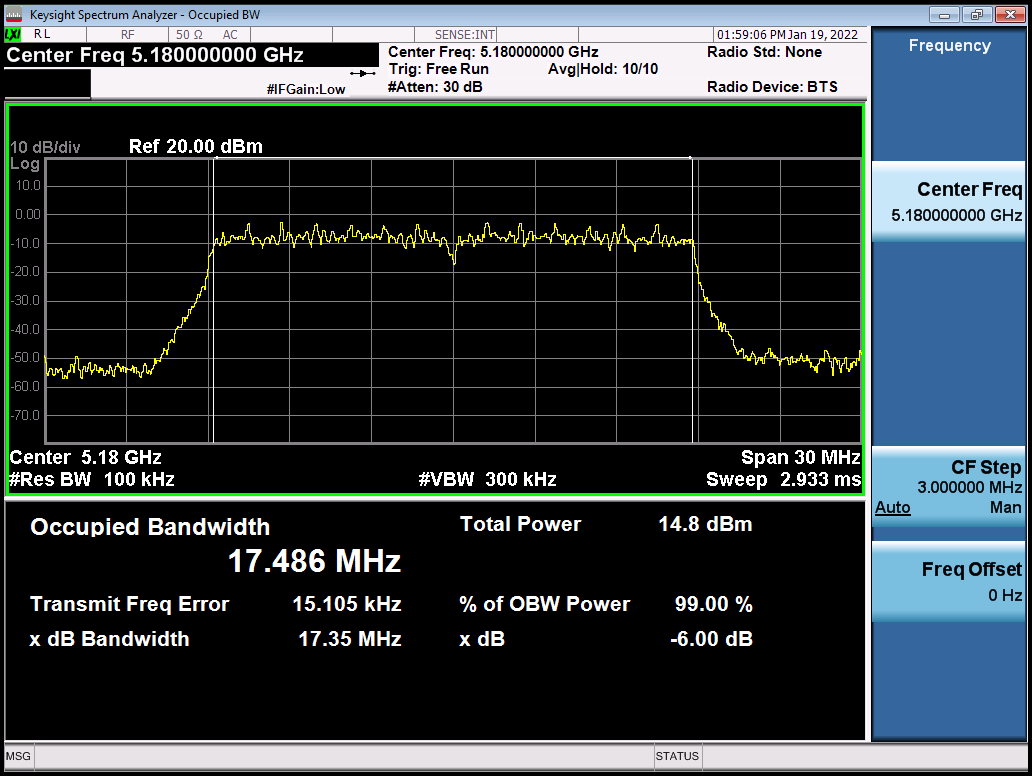 Keysight Spectrum Analyzer - Occupied BW
LXI RL RF 50 Ω AC SENSE:INT 01:59:06 PM Jan 19, 2022
Center Freq 5.180000000 GHz
Center Freq: 5.180000000 GHz Radio Std: None
Trig: Free Run Avg|Hold: 10/10
#IFGain:Low #Atten: 30 dB Radio Device: BTS
10 dB/div Ref 20.00 dBm
Log
10.0
0.00
-10.0
-20.0
-30.0
-40.0
-50.0
-60.0
-70.0
Center 5.18 GHz Span 30 MHz
#Res BW 100 kHz #VBW 300 kHz Sweep 2.933 ms
Occupied Bandwidth Total Power 14.8 dBm
17.486 MHz
Transmit Freq Error 15.105 kHz % of OBW Power 99.00 %
x dB Bandwidth 17.35 MHz x dB -6.00 dB
Frequency
Center Freq
5.180000000 GHz
CF Step
3.000000 MHz
Auto Man
Freq Offset
0 Hz
MSG STATUS